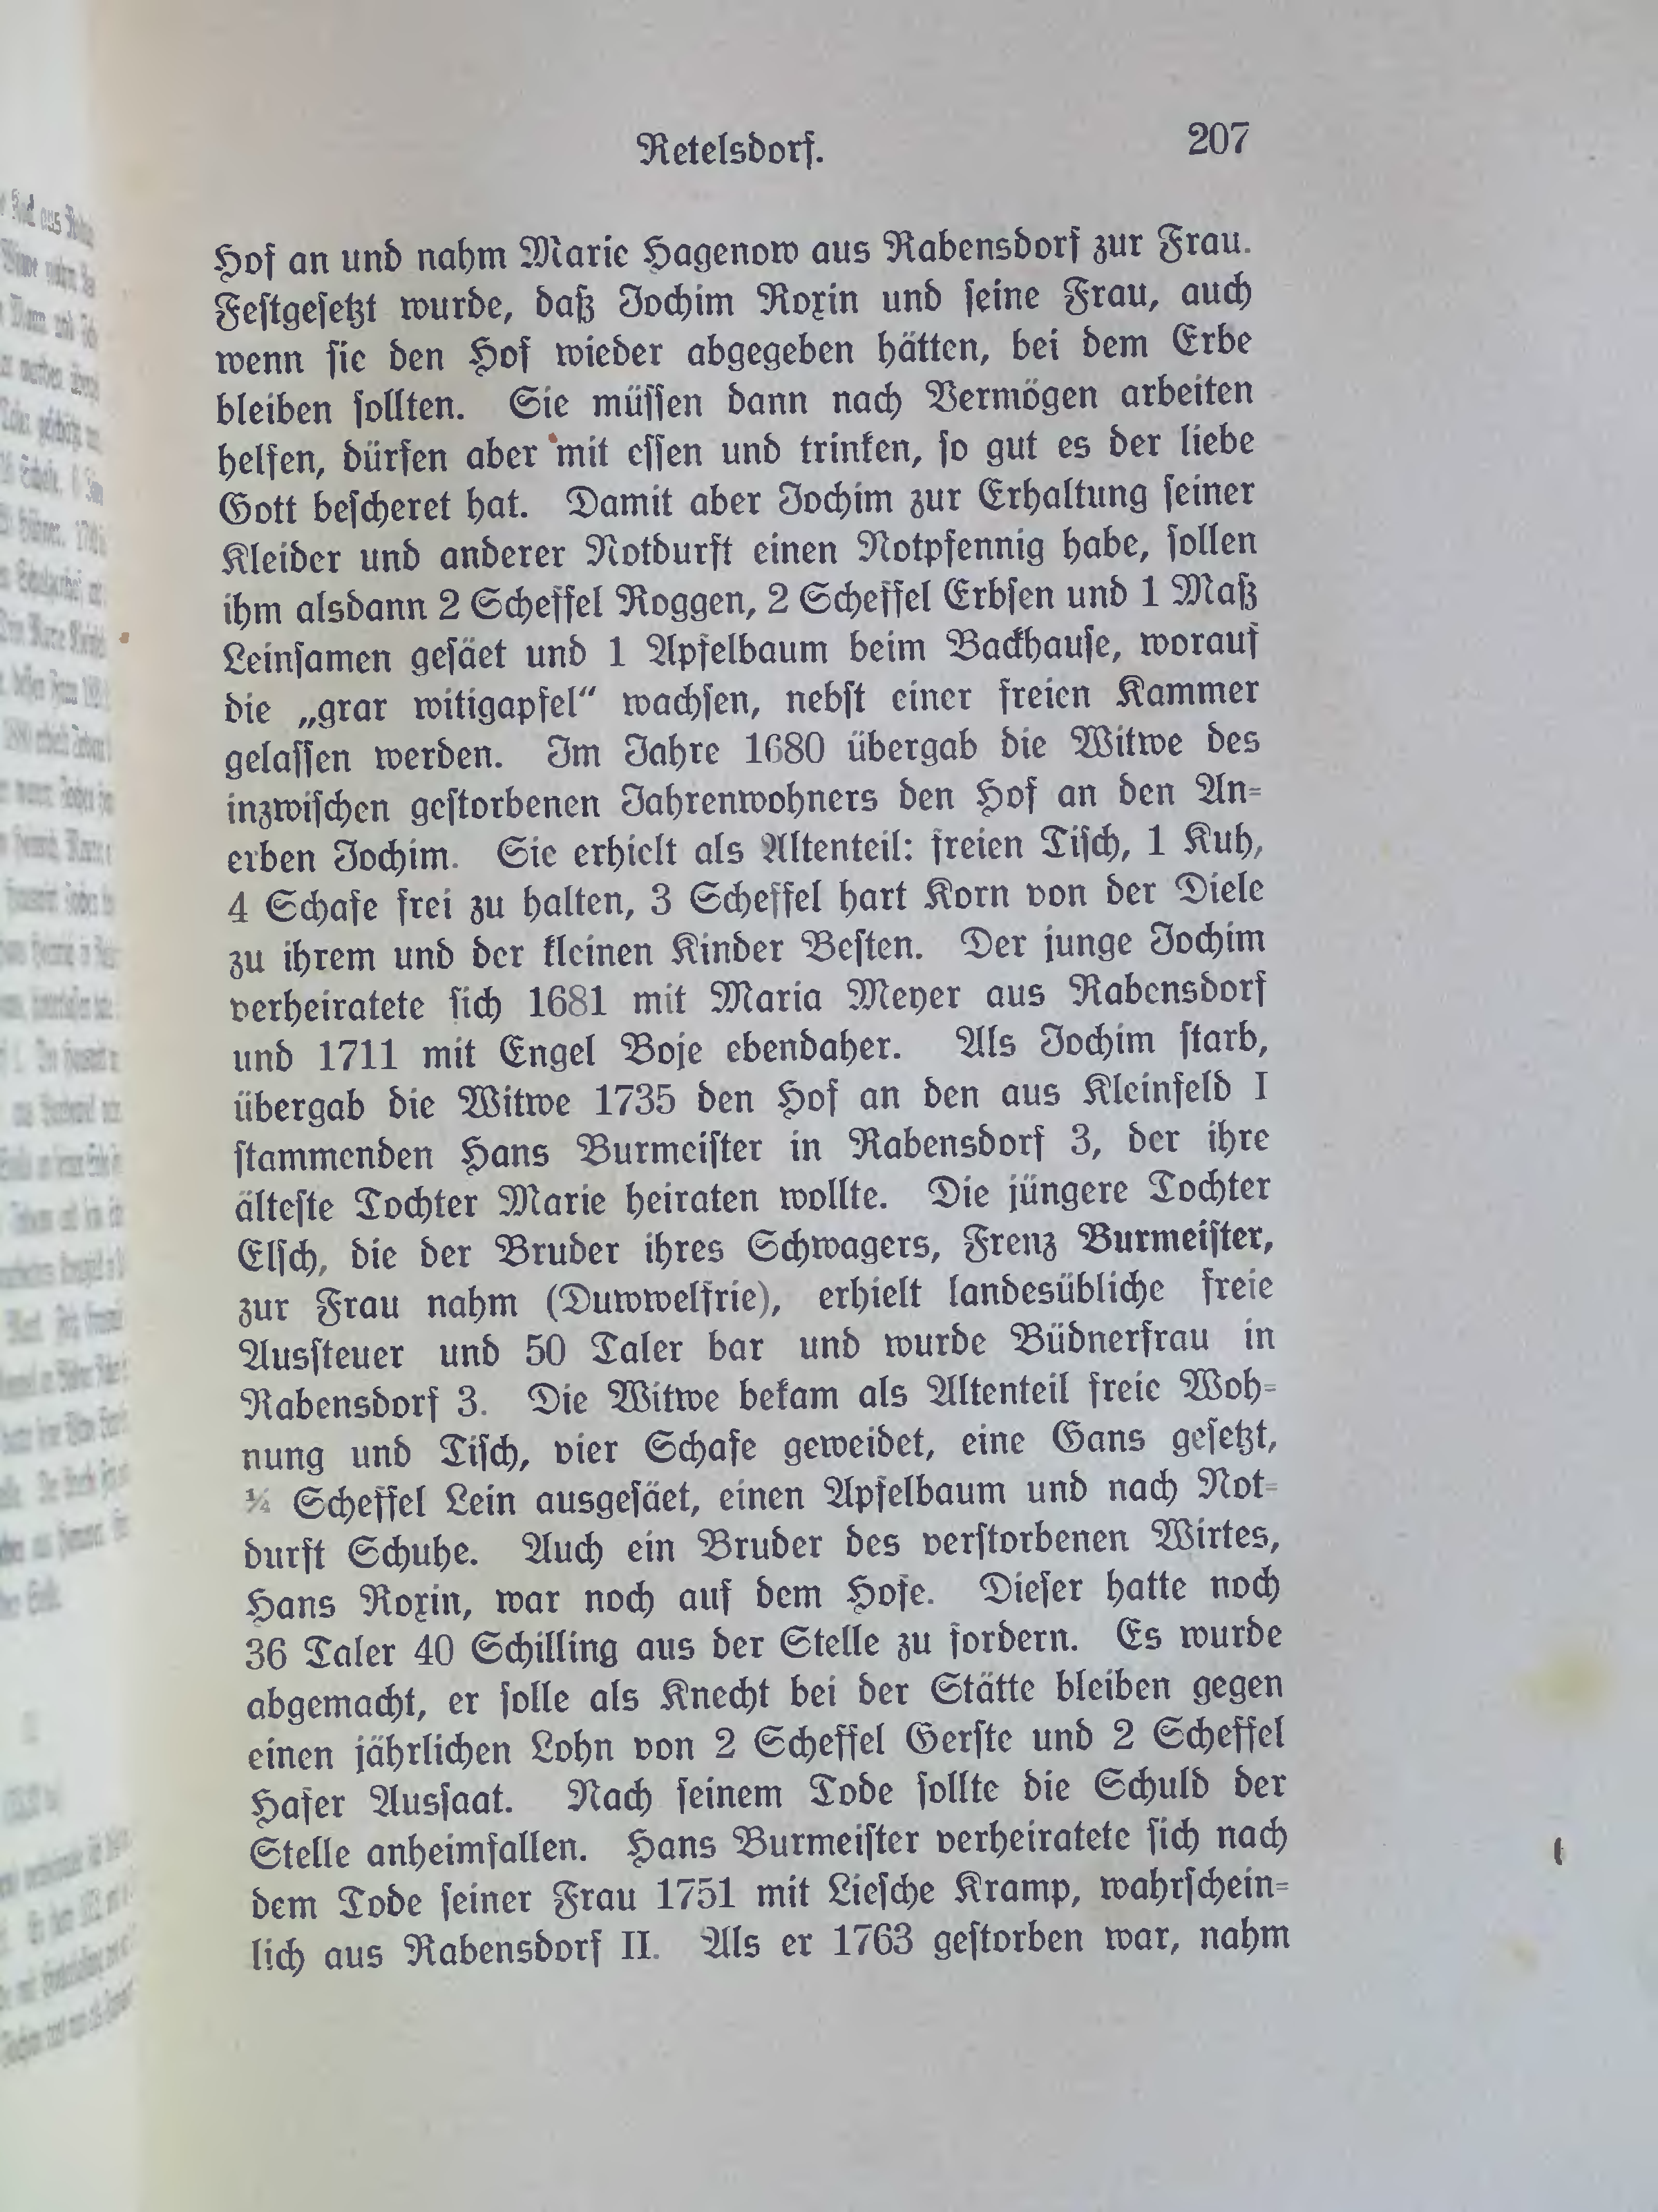 Retelsdorf. 207
Hof an und nahm Marie Hagenow aus Rabensdorf zur Frau.
Feſtgeſetzt wurde, daß Jochim Roxin und ſeine Frau, auch
wenn ſie den Hof wieder abgegeben hätten, bei dem Erbe
bleiben ſollten. Sie müſſen dann nach Vermögen arbeiten
helfen, dürfen aber mit eſſen und trinken, ſo gut es der liebe
Gott beſcheret hat. Damit aber Jochim zur Erhaltung ſeiner
Kleider und anderer Notdurft einen Notpfennig habe, ſollen
ihm alsdann 2 Scheffel Roggen, 2 Scheffel Erbſen und 1 Maß
Leinſamen geſäet und 1 Apfelbaum beim Backhauſe, worauf
die „grar witigapfel“ wachſen, nebſt einer freien Kammer
gelaſſen werden. Im Jahre 1680 übergab die Witwe des
inzwiſchen geſtorbenen Jahrenwohners den Hof an den An-
erben Jochim. Sie erhielt als Altenteil: freien Tiſch, 1 Kuh,
4 Schafe frei zu halten, 3 Scheffel hart Korn von der Diele
zu ihrem und der kleinen Kinder Beſten. Der junge Jochim
verheiratete ſich 1681 mit Maria Meyer aus Rabensdorf
und 1711 mit Engel Boje ebendaher. Als Jochim ſtarb,
übergab die Witwe 1735 den Hof an den aus Kleinfeld I
ſtammenden Hans Burmeiſter in Rabensdorf 3, der ihre
älteſte Tochter Marie heiraten wollte. Die jüngere Tochter
Elſch, die der Bruder ihres Schwagers, Frenz Burmeiſter,
zur Frau nahm (Duwwelfrie), erhielt landesübliche freie
Ausſteuer und 50 Taler bar und wurde Büdnerfrau in
Rabensdorf 3. Die Witwe bekam als Altenteil freie Woh-
nung und Tiſch, vier Schafe geweidet, eine Gans geſetzt,
¼ Scheffel Lein ausgeſäet, einen Apfelbaum und nach Not-
durft Schuhe. Auch ein Bruder des verſtorbenen Wirtes,
Hans Roxin, war noch auf dem Hofe. Dieſer hatte noch
36 Taler 40 Schilling aus der Stelle zu fordern. Es wurde
abgemacht, er ſolle als Knecht bei der Stätte bleiben gegen
einen jährlichen Lohn von 2 Scheffel Gerſte und 2 Scheffel
Hafer Ausſaat. Nach ſeinem Tode ſollte die Schuld der
Stelle anheimfallen. Hans Burmeiſter verheiratete ſich nach
dem Tode ſeiner Frau 1751 mit Lieſche Kramp, wahrſchein-
lich aus Rabensdorf II. Als er 1763 geſtorben war, nahm